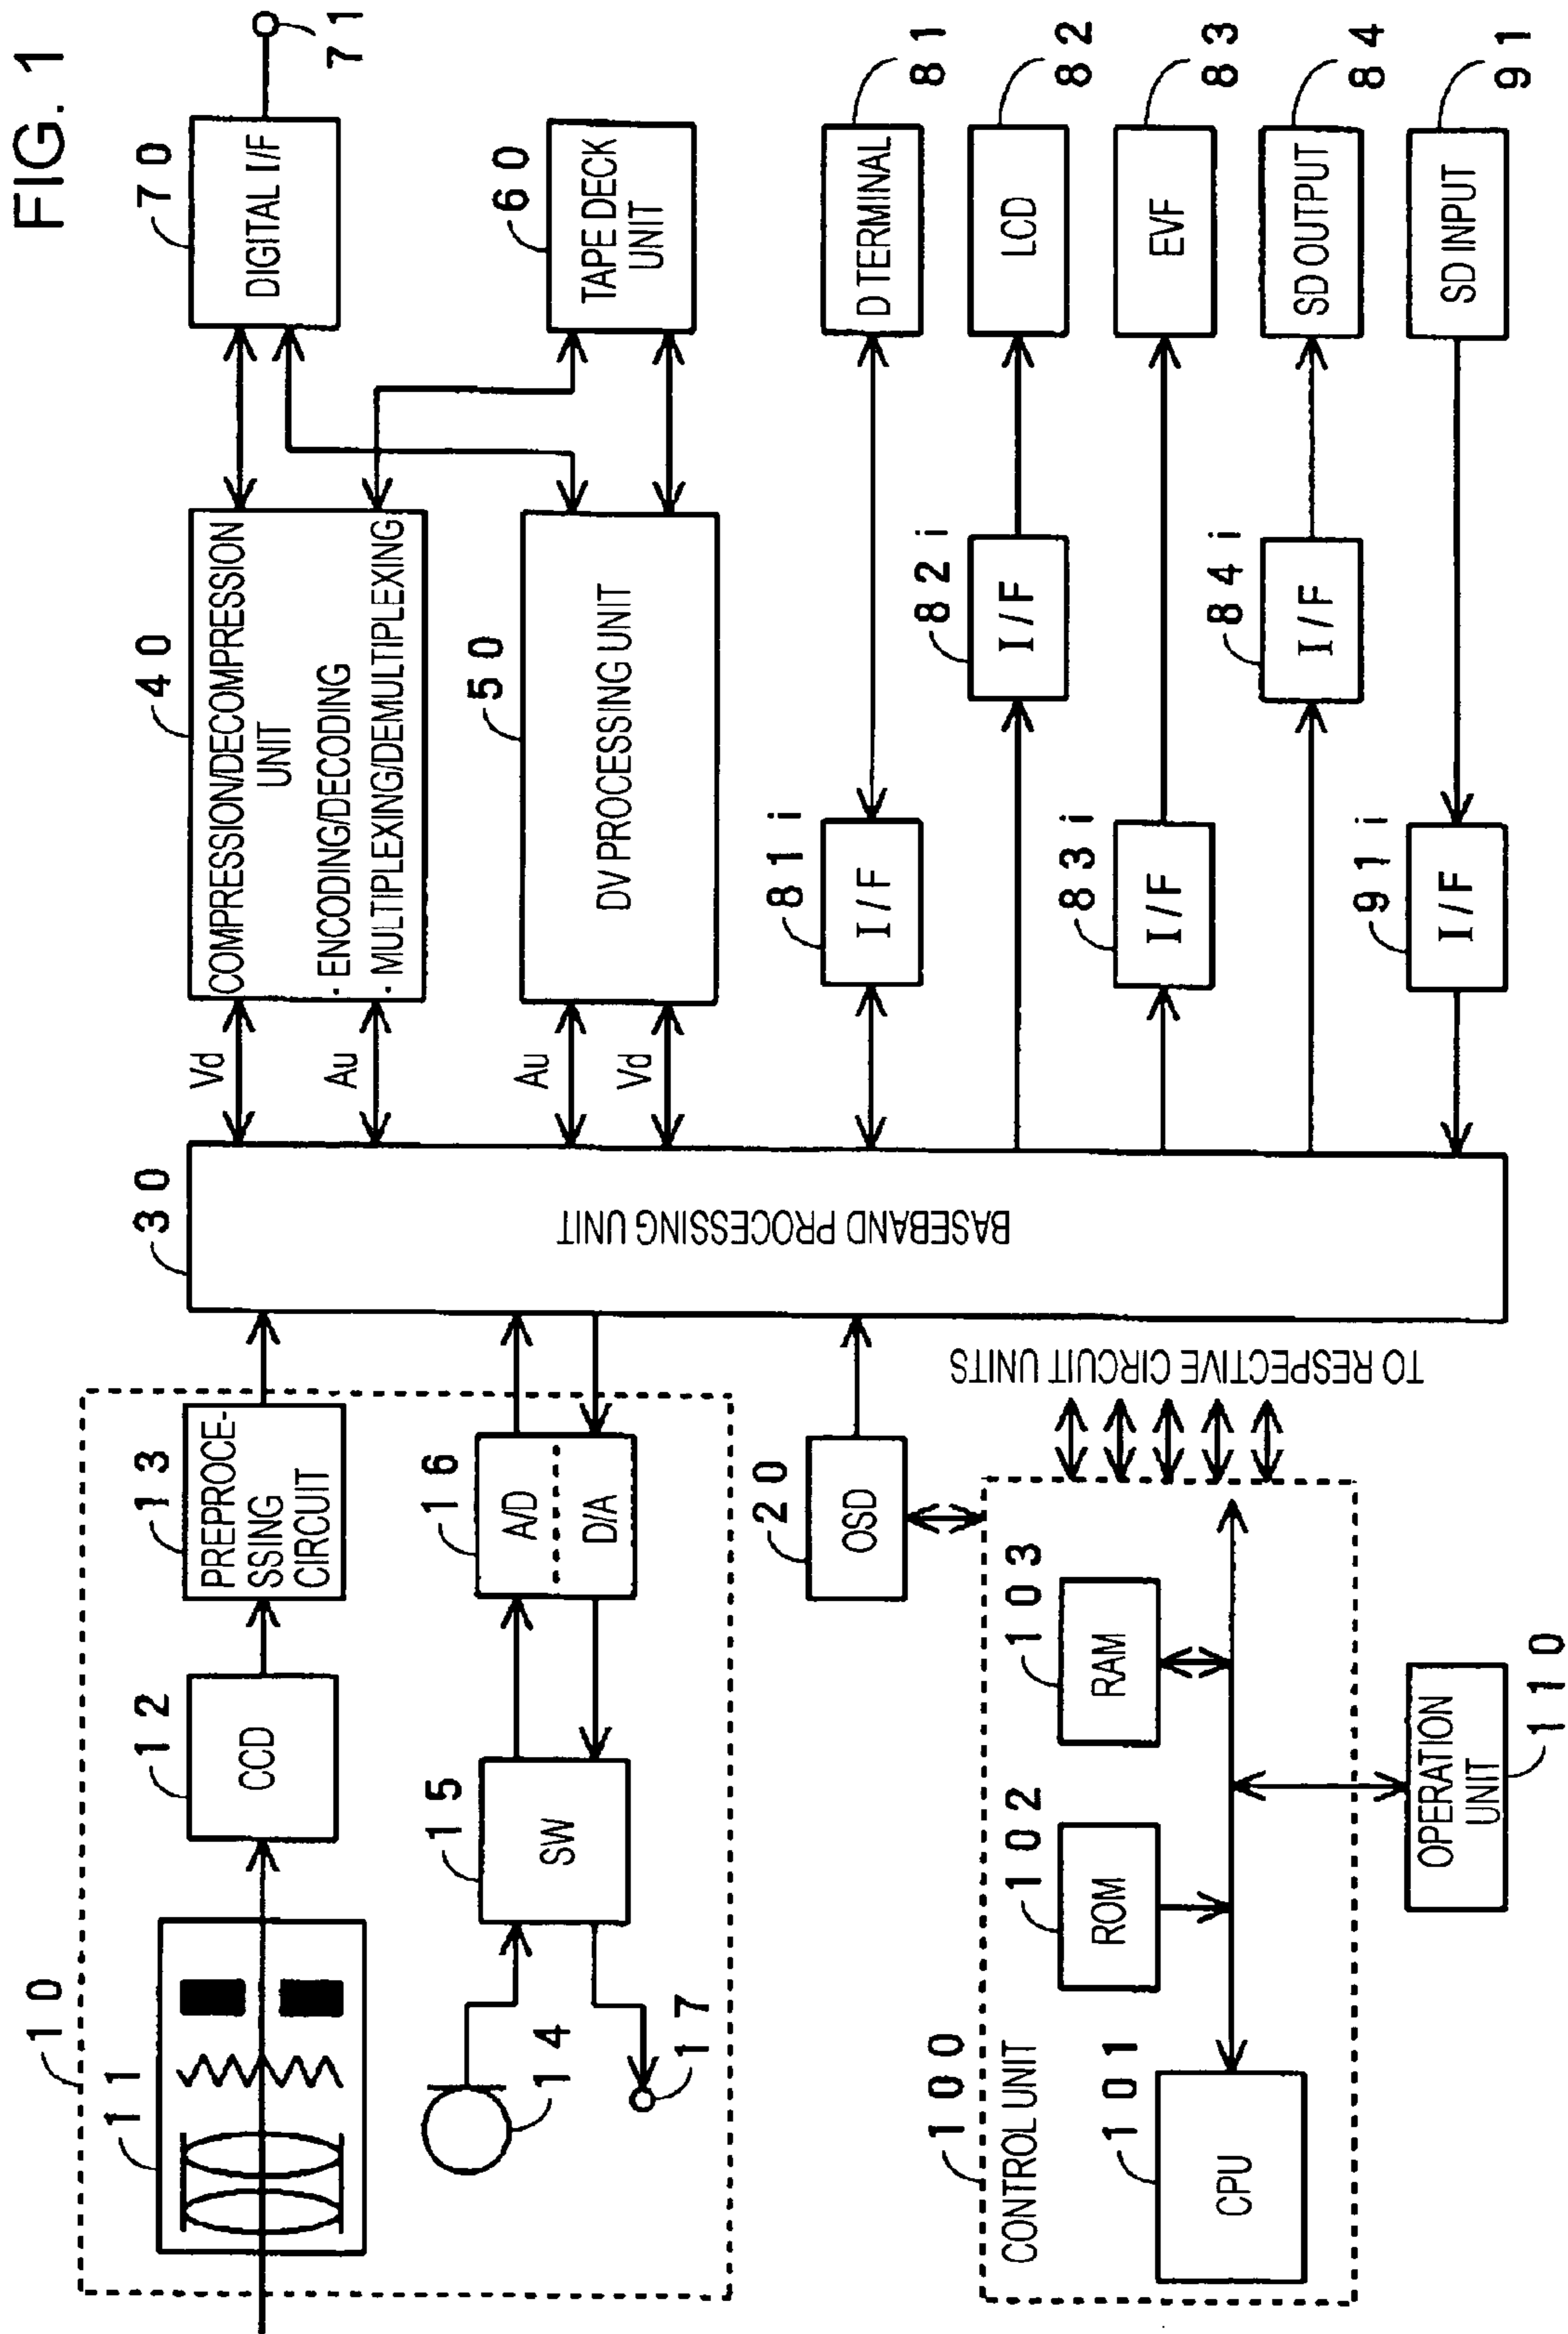 FIG. 1
10
11
12
CCD
13
PREPROCE-
SSING
CIRCUIT
14
15
SW
16
A/D
D/A
17
20
OSD
30
BASEBAND PROCESSING UNIT
Vd
Au
Au
Vd
40
COMPRESSION/DECOMPRESSION
UNIT
· ENCODING/DECODING
· MULTIPLEXING/DEMULTIPLEXING
50
DV PROCESSING UNIT
60
TAPE DECK
UNIT
70
DIGITAL I/F
71
81i
I/F
D TERMINAL
81
82i
I/F
LCD
82
83i
I/F
EVF
83
84i
I/F
SD OUTPUT
84
91i
I/F
SD INPUT
91
TO RESPECTIVE CIRCUIT UNITS
100
CONTROL UNIT
101
CPU
102
ROM
103
RAM
OPERATION
UNIT
110